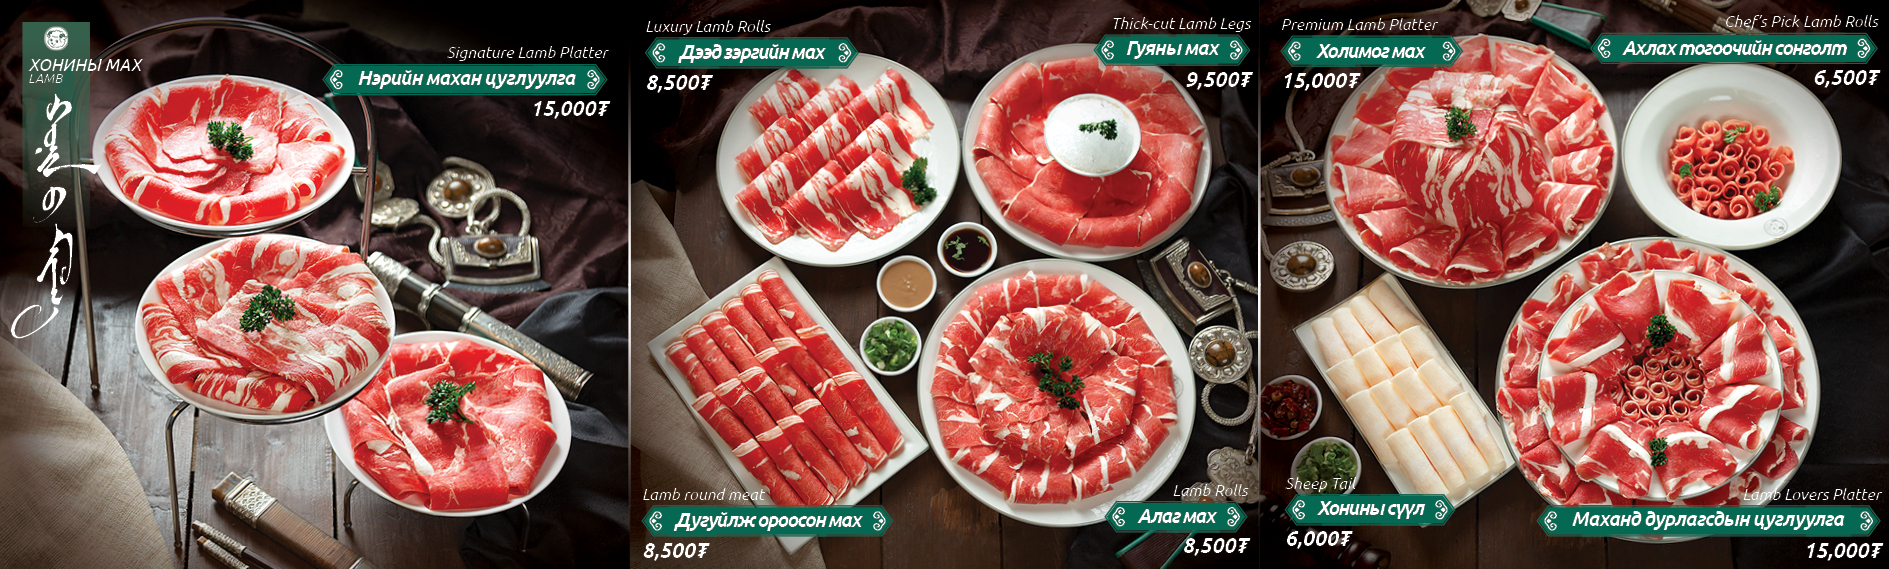 ХОНИНЫ МАХ
LAMB
Signature Lamb Platter
Нэрийн махан цуглуулга
15,000₮
Luxury Lamb Rolls
Дээд зэргийн мах
8,500₮
Thick-cut Lamb Legs
Гуяны мах
9,500₮
Lamb round meat
Дугуйлж ороосон мах
8,500₮
Lamb Rolls
Алаг мах
8,500₮
Premium Lamb Platter
Холимог мах
15,000₮
Chef's Pick Lamb Rolls
Ахлах тогоочийн сонголт
6,500₮
Sheep Tail
Хонины сүүл
6,000₮
Lamb Lovers Platter
Маханд дурлагсдын цуглуулга
15,000₮